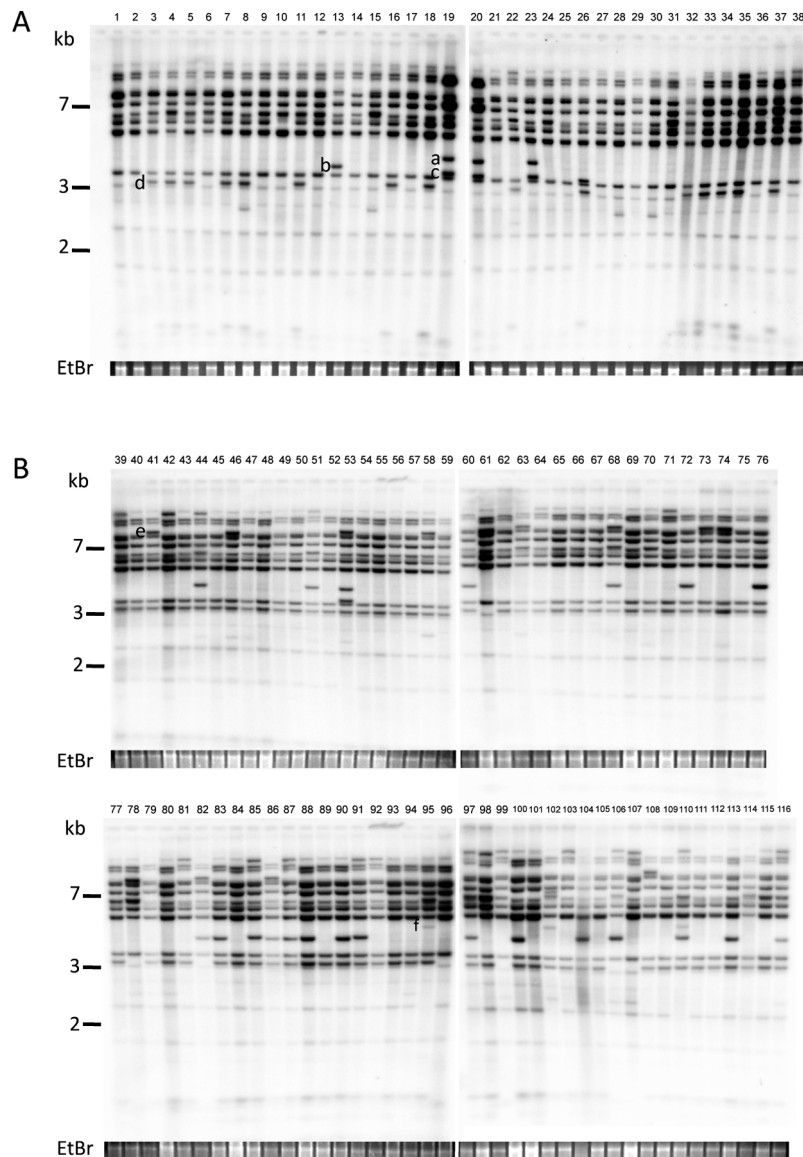 A
kb
1 2 3 4 5 6 7 8 9 10 11 12 13 14 15 16 17 18 19
20 21 22 23 24 25 26 27 28 29 30 31 32 33 34 35 36 37 38
7
a
b
c
d
3
2
EtBr
B
39 40 41 42 43 44 45 46 47 48 49 50 51 52 53 54 55 56 57 58 59
60 61 62 63 64 65 66 67 68 69 70 71 72 73 74 75 76
kb
e
7
3
2
EtBr
77 78 79 80 81 82 83 84 85 86 87 88 89 90 91 92 93 94 95 96
97 98 99 100 101 102 103 104 105 106 107 108 109 110 111 112 113 114 115 116
kb
7
f
3
2
EtBr